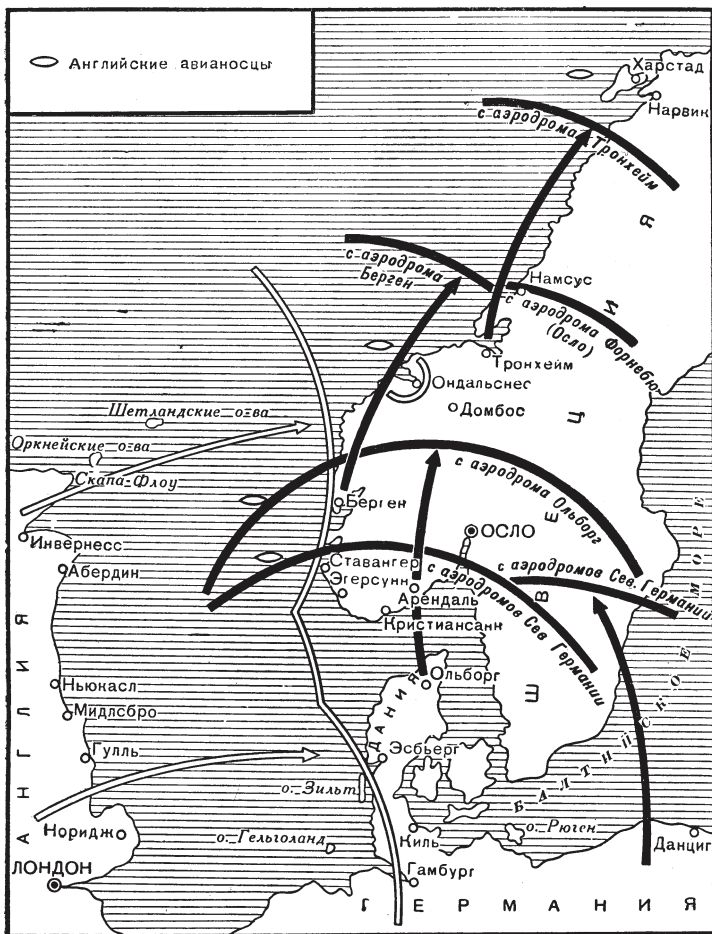 Английские авианосцы
Харстад
Нарвик
с аэродрома Тронхейм
с аэродрома
Берген
Намсус
с аэродрома Форнебю
(Осло)
Тронхейм
Ондальснес
Домбос
Шетландские о-ва
Оркнейские о-ва
Скапа-Флоу
с аэродрома Ольборг
Берген
ОСЛО
Инвернесс
Абердин
Ставангер
Эгерсунн
Арендаль
Кристиансанн
с аэродромов Сев. Германии
с аэродромов Сев Германии
ШВЕЦИЯ
Ньюкасл
Мидлсбро
Гулль
Ольборг
ДАНИЯ
Эсбьерг
о. Зильт
БАЛТИЙСКОЕ МОРЕ
АНГЛИЯ
Норидж
о. Гельголанд
Киль
о. Рюген
Данциг
ЛОНДОН
Гамбург
ГЕРМАНИЯ